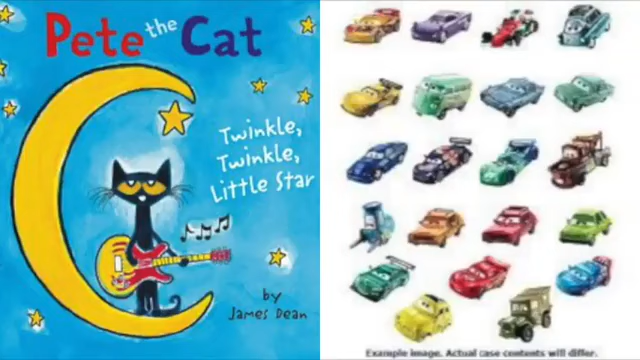 Pete the Cat
Twinkle,
Twinkle,
Little Star
by
James Dean
Example image. Actual case contents will differ.